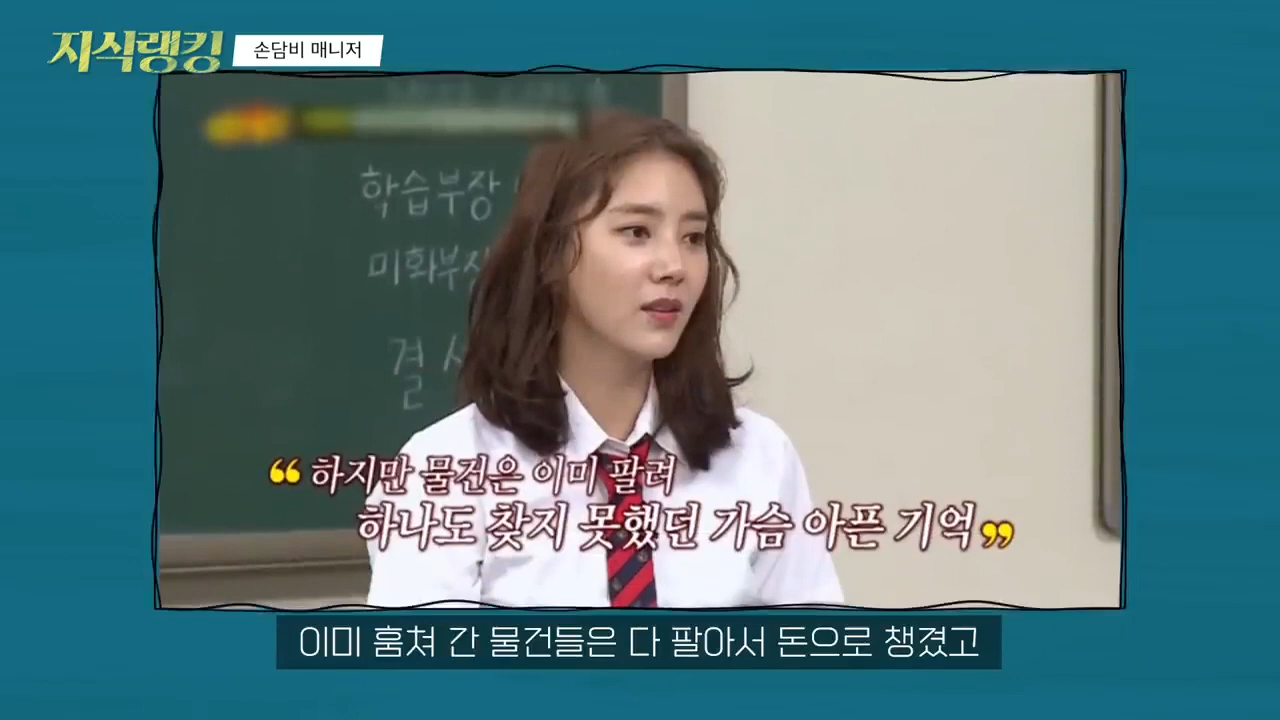 지식랭킹
손담비 매니저
학습부장
미화부장
결
“ 하지만 물건은 이미 팔려
하나도 찾지 못했던 가슴 아픈 기억 ”
이미 훔쳐 간 물건들은 다 팔아서 돈으로 챙겼고